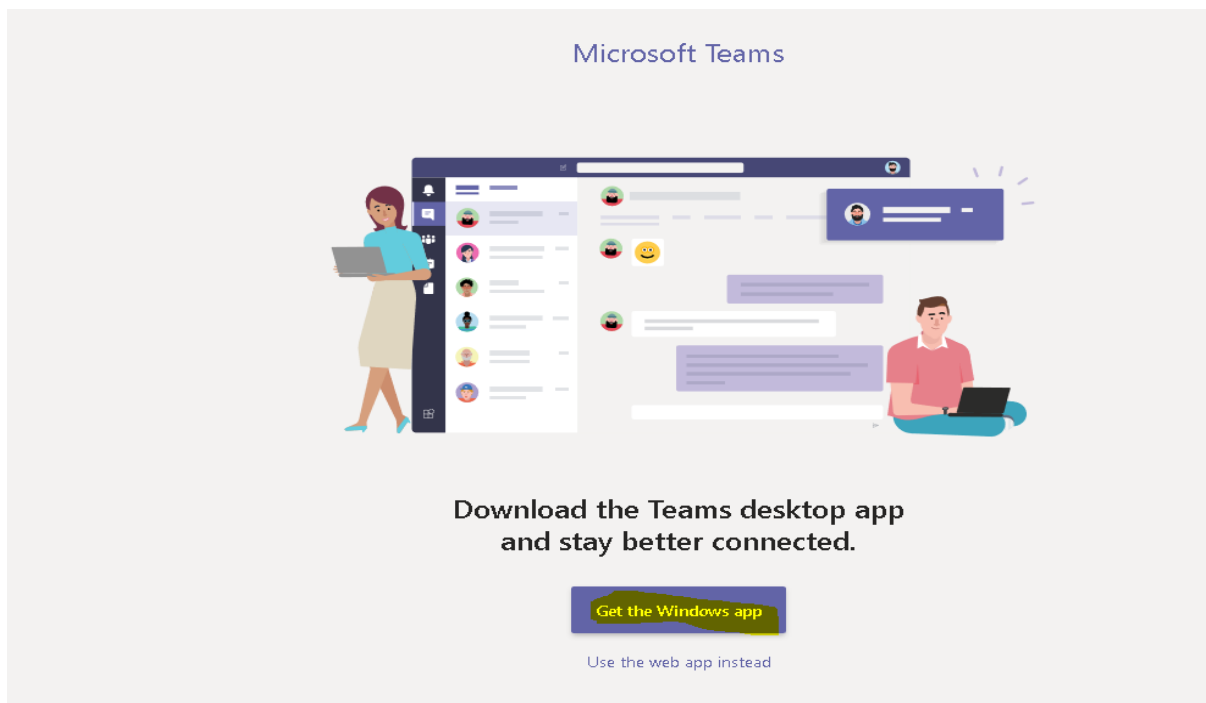 Microsoft Teams
Download the Teams desktop app
and stay better connected.
Get the Windows app
Use the web app instead